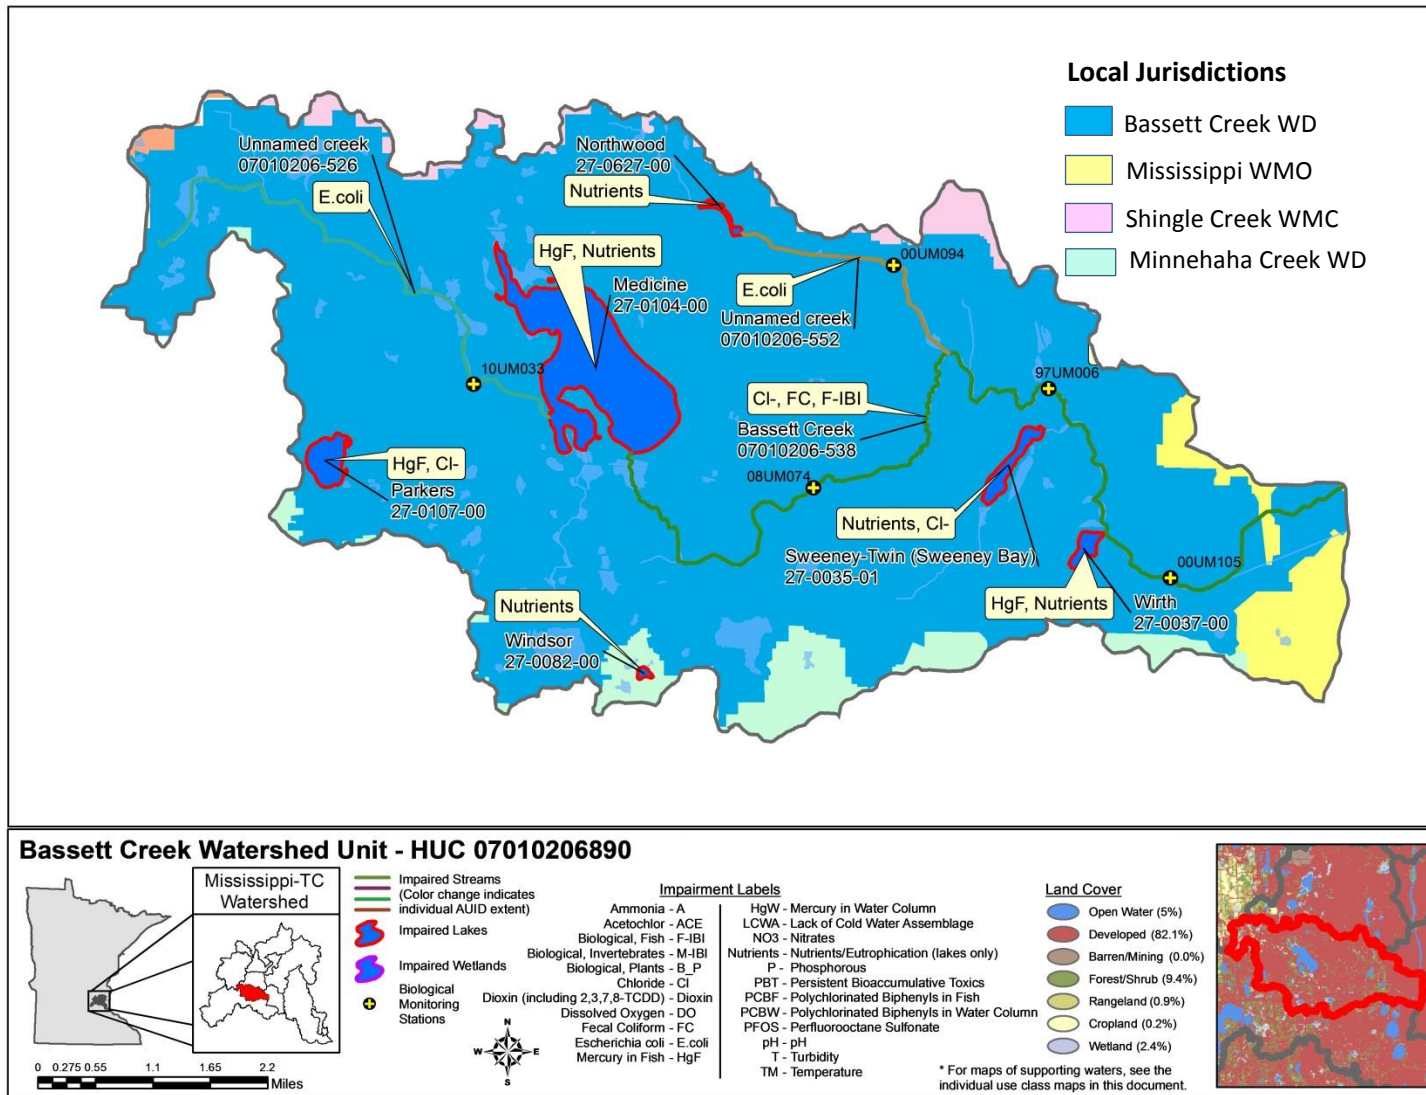 Local Jurisdictions
Bassett Creek WD
Mississippi WMO
Shingle Creek WMC
Minnehaha Creek WD
Unnamed creek
07010206-526
E.coli
Northwood
27-0627-00
Nutrients
HgF, Nutrients
Medicine
27-0104-00
00UM094
E.coli
Unnamed creek
07010206-552
10UM033
97UM006
Cl-, FC, F-IBI
Bassett Creek
07010206-538
HgF, Cl-
Parkers
27-0107-00
08UM074
Nutrients, Cl-
Sweeney-Twin (Sweeney Bay)
27-0035-01
00UM105
HgF, Nutrients
Wirth
27-0037-00
Nutrients
Windsor
27-0082-00
Bassett Creek Watershed Unit - HUC 07010206890
Mississippi-TC
Watershed
0 0.275 0.55 1.1 1.65 2.2
Miles
Impaired Streams
(Color change indicates
individual AUID extent)
Impaired Lakes
Impaired Wetlands
Biological
Monitoring
Stations
N
W E
S
Impairment Labels
Ammonia - A
Acetochlor - ACE
Biological, Fish - F-IBI
Biological, Invertebrates - M-IBI
Biological, Plants - B_P
Chloride - Cl
Dioxin (including 2,3,7,8-TCDD) - Dioxin
Dissolved Oxygen - DO
Fecal Coliform - FC
Escherichia coli - E.coli
Mercury in Fish - HgF
HgW - Mercury in Water Column
LCWA - Lack of Cold Water Assemblage
NO3 - Nitrates
Nutrients - Nutrients/Eutrophication (lakes only)
P - Phosphorous
PBT - Persistent Bioaccumulative Toxics
PCBF - Polychlorinated Biphenyls in Fish
PCBW - Polychlorinated Biphenyls in Water Column
PFOS - Perfluorooctane Sulfonate
pH - pH
T - Turbidity
TM - Temperature
Land Cover
Open Water (5%)
Developed (82.1%)
Barren/Mining (0.0%)
Forest/Shrub (9.4%)
Rangeland (0.9%)
Cropland (0.2%)
Wetland (2.4%)
* For maps of supporting waters, see the
individual use class maps in this document.